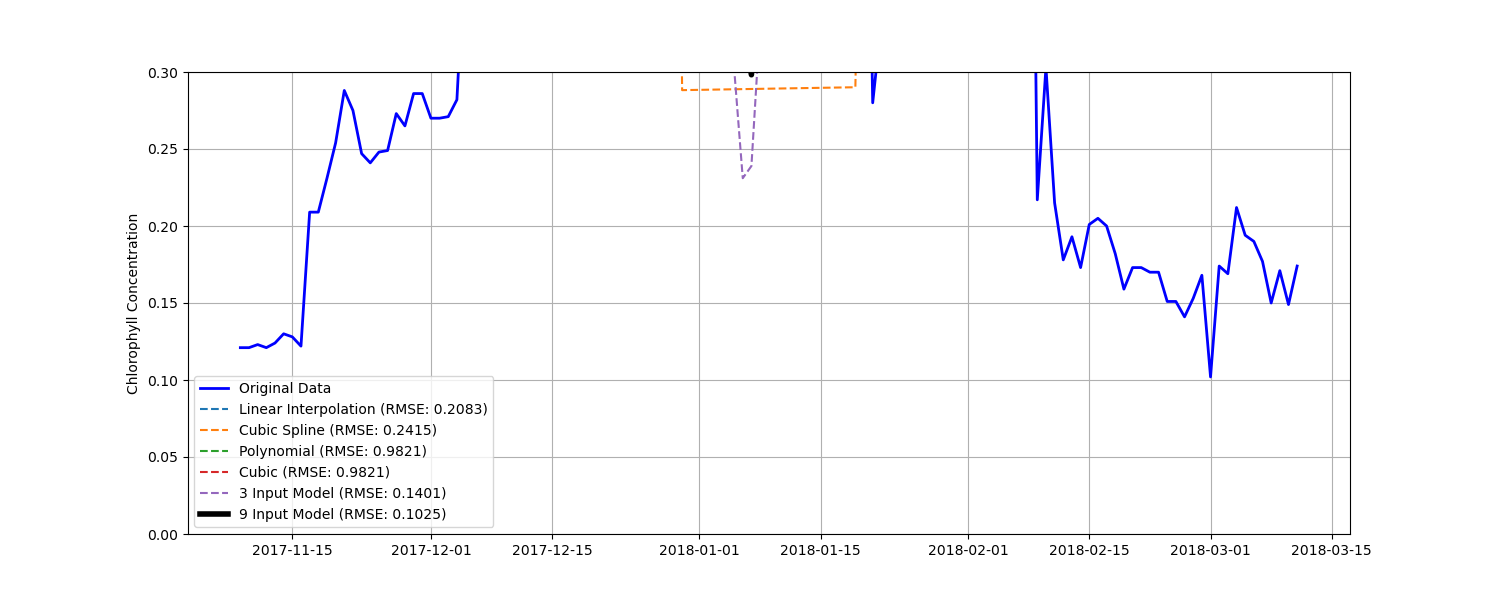 0.30
0.25
0.20
0.15
0.10
0.05
0.00
Chlorophyll Concentration
Original Data
Linear Interpolation (RMSE: 0.2083)
Cubic Spline (RMSE: 0.2415)
Polynomial (RMSE: 0.9821)
Cubic (RMSE: 0.9821)
3 Input Model (RMSE: 0.1401)
9 Input Model (RMSE: 0.1025)
2017-11-15 2017-12-01 2017-12-15 2018-01-01 2018-01-15 2018-02-01 2018-02-15 2018-03-01 2018-03-15